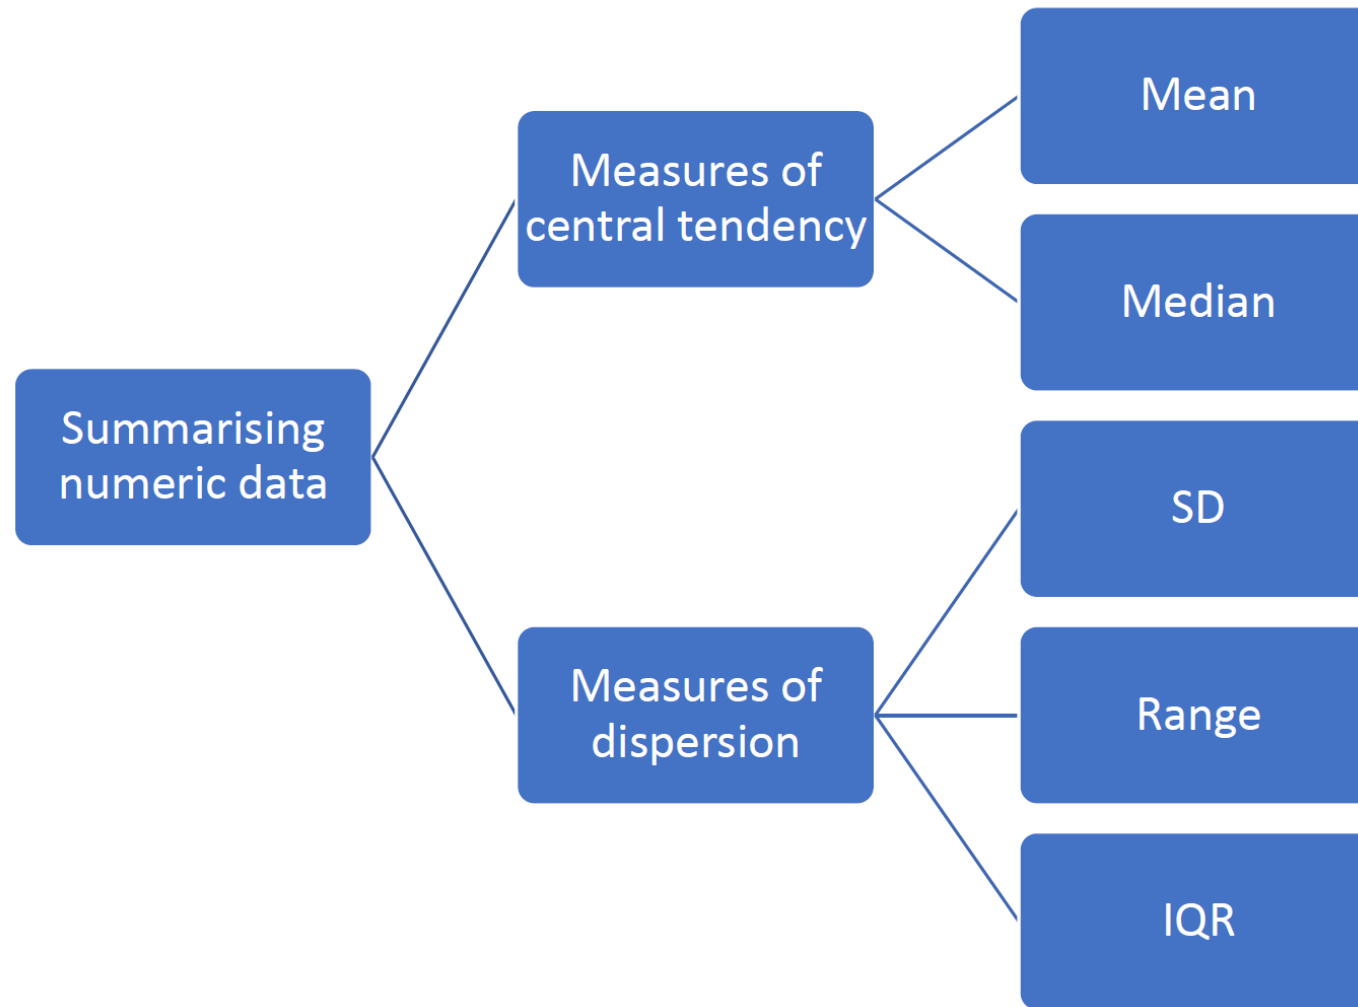 Summarising
numeric data
Measures of
central tendency
Mean
Median
Measures of
dispersion
SD
Range
IQR